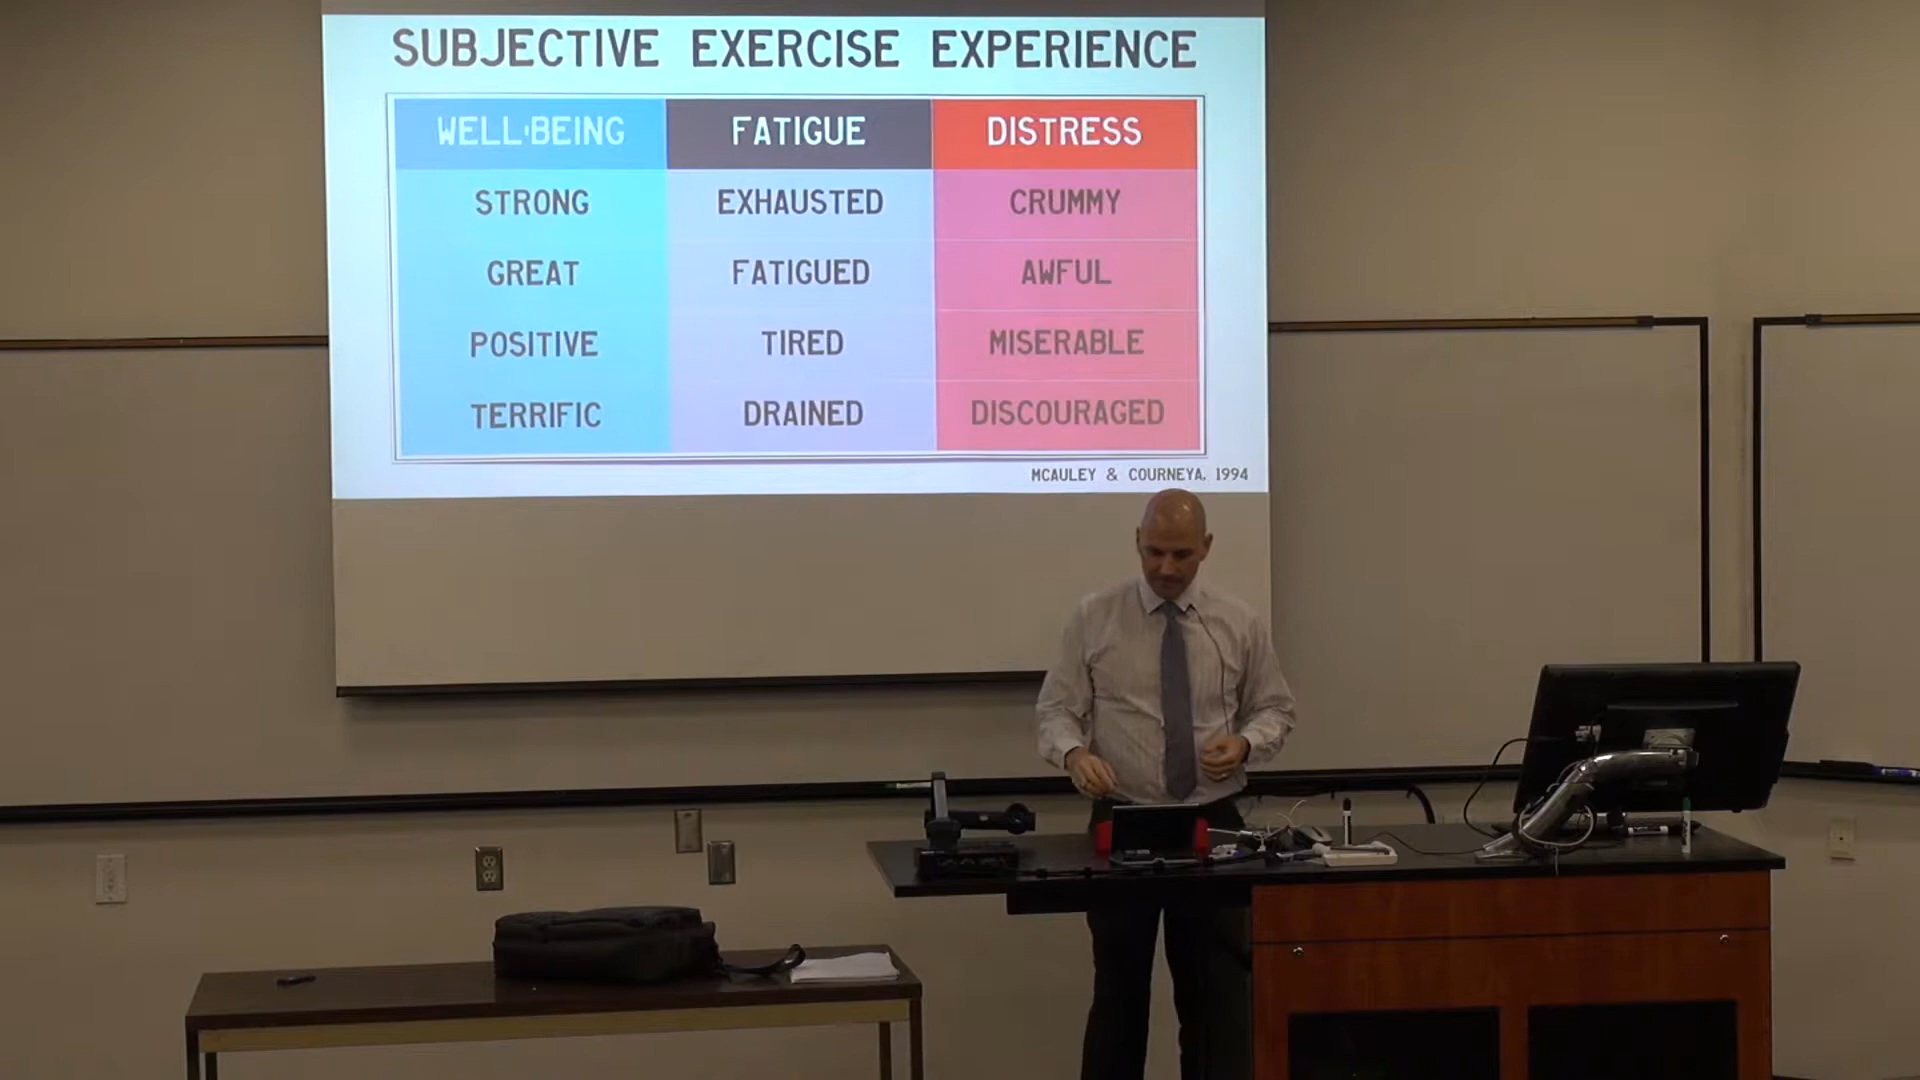 SUBJECTIVE EXERCISE EXPERIENCE
WELL-BEING FATIGUE DISTRESS
STRONG EXHAUSTED CRUMMY
GREAT FATIGUED AWFUL
POSITIVE TIRED MISERABLE
TERRIFIC DRAINED DISCOURAGED
MCAULEY & COURNEYA, 1994